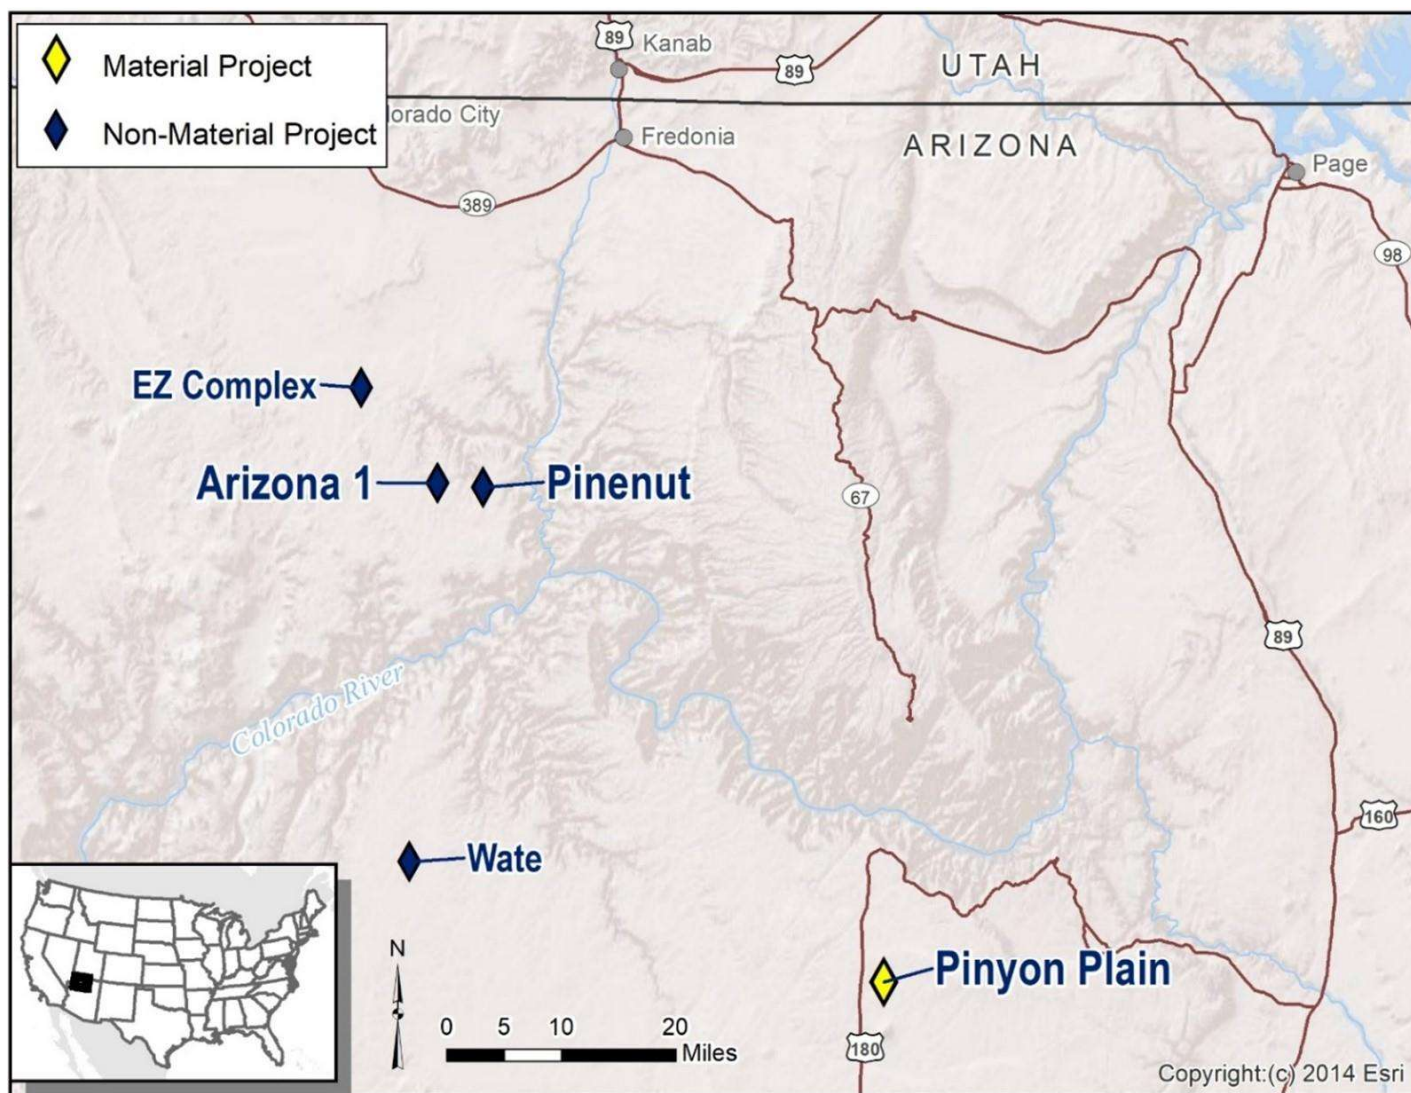 Material Project
Non-Material Project
89
Kanab
89
UTAH
lorado City
Fredonia
ARIZONA
Page
389
98
EZ Complex
Arizona 1
Pinenut
67
89
Colorado River
160
Wate
N
Pinyon Plain
0 5 10 20
Miles
180
Copyright:(c) 2014 Esri